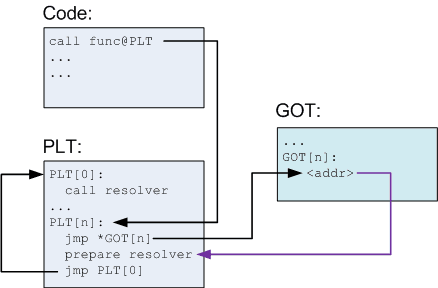 Code:
call func@PLT
...
...
PLT:
PLT[0]:
call resolver
...
PLT[n]:
jmp *GOT[n]
prepare resolver
jmp PLT[0]
GOT:
...
GOT[n]:
<addr>